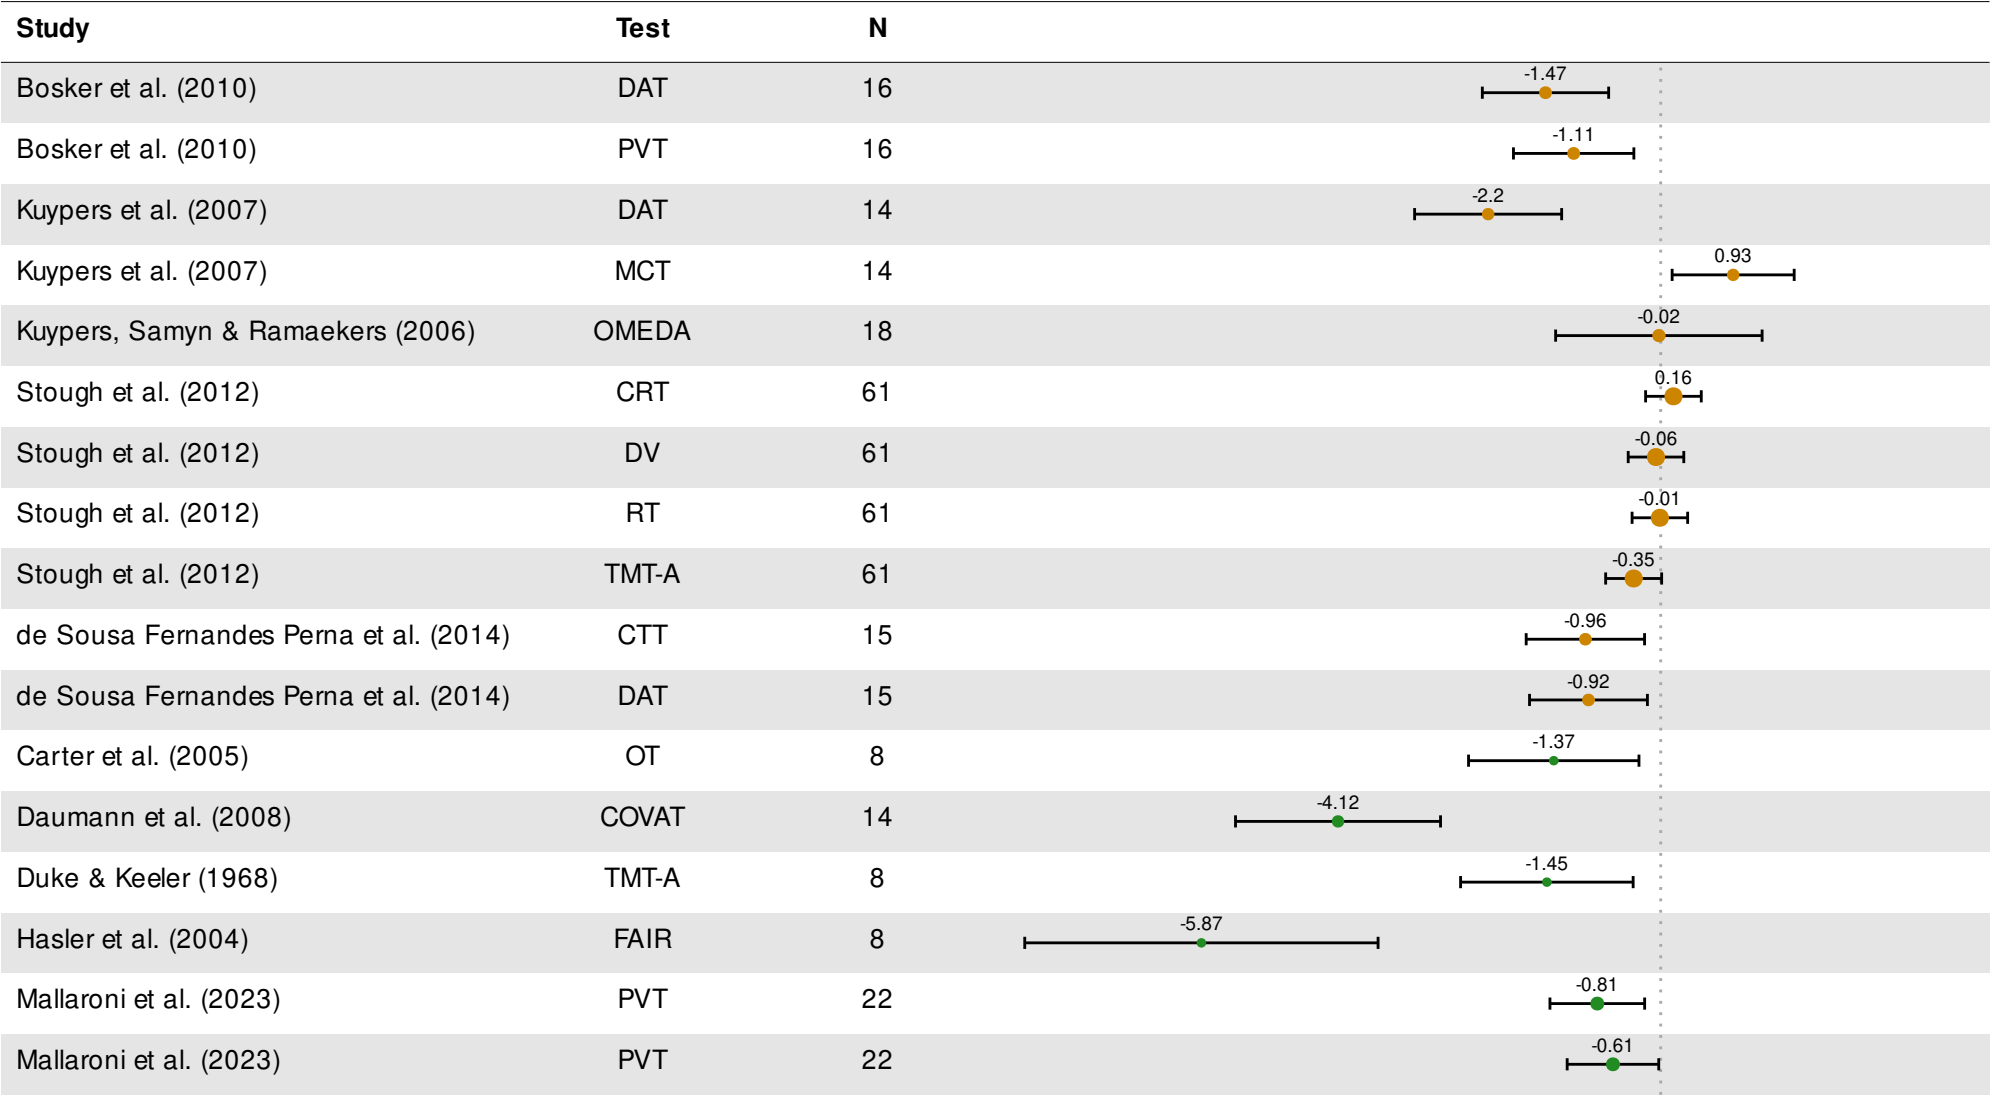 Study Test N
Bosker et al. (2010) DAT 16 -1.47
Bosker et al. (2010) PVT 16 -1.11
Kuypers et al. (2007) DAT 14 -2.2
Kuypers et al. (2007) MCT 14 0.93
Kuypers, Samyn & Ramaekers (2006) OMEDA 18 -0.02
Stough et al. (2012) CRT 61 0.16
Stough et al. (2012) DV 61 -0.06
Stough et al. (2012) RT 61 -0.01
Stough et al. (2012) TMT-A 61 -0.35
de Sousa Fernandes Perna et al. (2014) CTT 15 -0.96
de Sousa Fernandes Perna et al. (2014) DAT 15 -0.92
Carter et al. (2005) OT 8 -1.37
Daumann et al. (2008) COVAT 14 -4.12
Duke & Keeler (1968) TMT-A 8 -1.45
Hasler et al. (2004) FAIR 8 -5.87
Mallaroni et al. (2023) PVT 22 -0.81
Mallaroni et al. (2023) PVT 22 -0.61